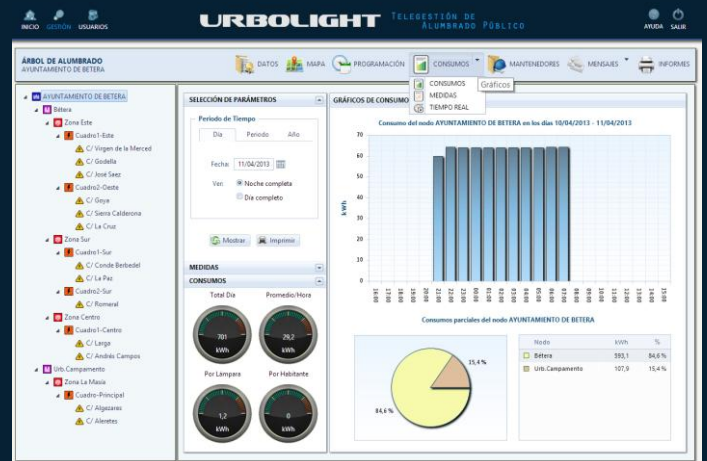 URBOLIGHT
TELEGESTIÓN DE
ALUMBRADO PÚBLICO
INICIO GESTIÓN USUARIOS
AYUDA SALIR
ÁRBOL DE ALUMBRADO
AYUNTAMIENTO DE BETERA
DATOS MAPA PROGRAMACIÓN CONSUMOS MANTENEDORES MENSAJES INFORMES
CONSUMOS
MEDIDAS
TIEMPO REAL
Gráficos
AYUNTAMIENTO DE BETERA
Bétera
Zona Este
Cuadro1-Este
C/ Virgen de la Merced
C/ Godella
C/ José Saez
Cuadro2-Oeste
C/ Goya
C/ Sierra Calderona
C/ La Cruz
Zona Sur
Cuadro1-Sur
C/ Conde Berbedel
C/ La Paz
Cuadro2-Sur
C/ Romeral
Zona Centro
Cuadro1-Cantro
C/ Larga
C/ Andrés Campos
Urb.Campamento
Zona La Masía
Cuadro-Principal
C/ Algezares
C/ Aleretes
SELECCIÓN DE PARÁMETROS
Periodo de Tiempo
Día Periodo Año
Fecha: 11/04/2013
Ver: Noche completa
Día completo
Mostrar Imprimir
MEDIDAS
CONSUMOS
Total Día Promedio/Hora
701 29,2
kWh kWh
Por Lámpara Por Habitante
1,2 0
kWh kWh
GRÁFICOS DE CONSUMO
Consumo del nodo AYUNTAMIENTO DE BETERA en los días 10/04/2013 - 11/04/2013
kWh
70
60
50
40
30
20
10
0
16:00 17:00 18:00 19:00 20:00 21:00 22:00 23:00 00:00 01:00 02:00 03:00 04:00 05:00 06:00 07:00 08:00 09:00 10:00 11:00 12:00 13:00 14:00 15:00
Consumos parciales del nodo AYUNTAMIENTO DE BETERA
15,4 %
84,6 %
Nodo kWh %
Bétera 593,1 84,6 %
Urb.Campamento 107,9 15,4 %